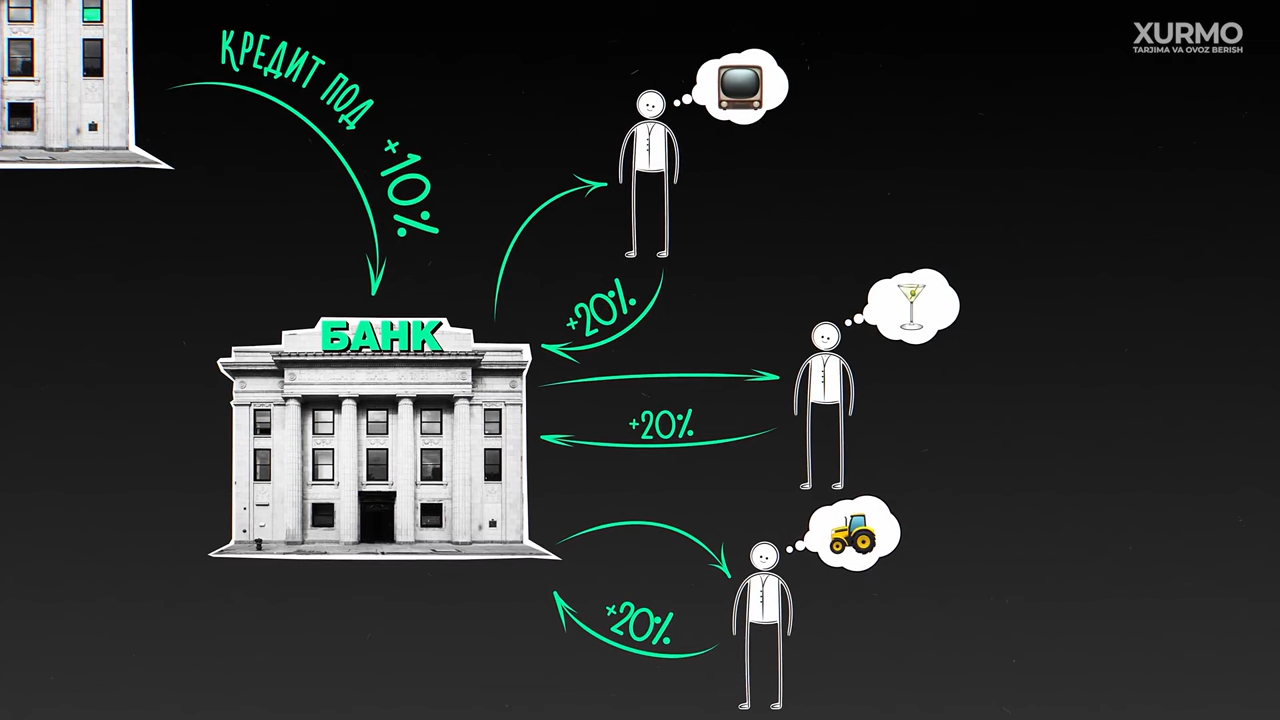 XURMO
TARJIMA VA OVOZ BERISH
КРЕДИТ ПОД
+10%
+20%
БАНК
+20%
+20%